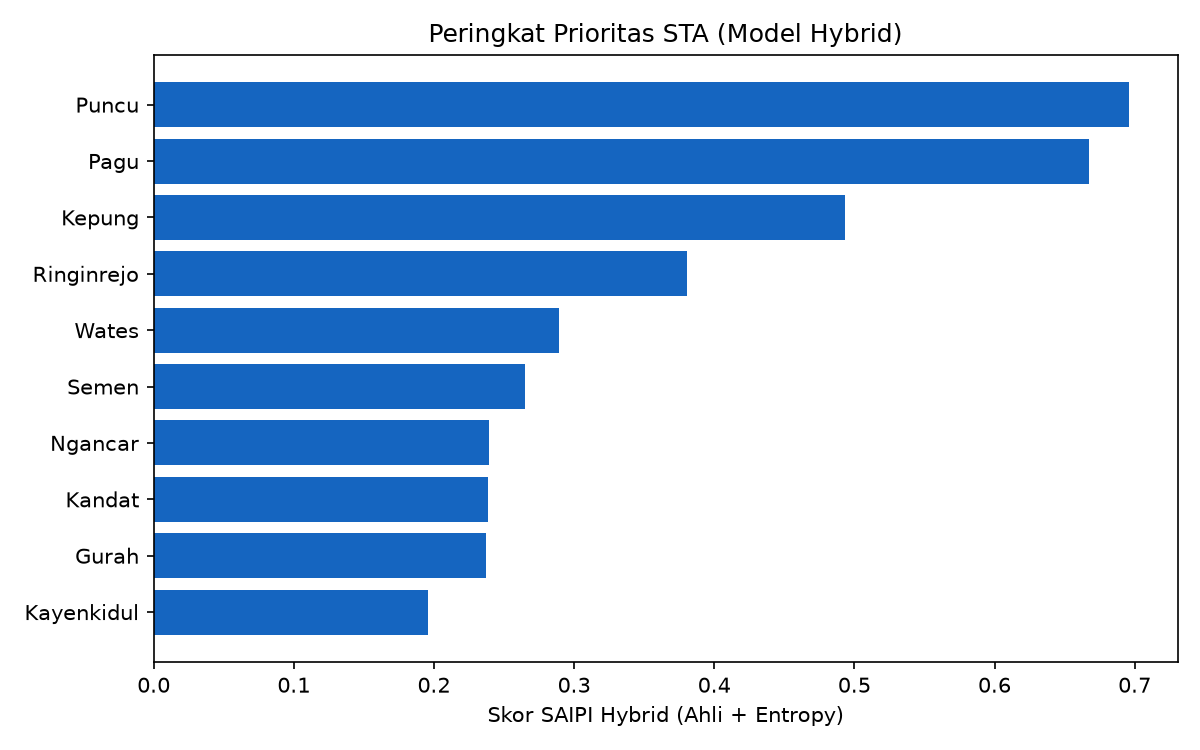 Peringkat Prioritas STA (Model Hybrid)
Puncu
Pagu
Kepung
Ringinrejo
Wates
Semen
Ngancar
Kandat
Gurah
Kayenkidul
0.0 0.1 0.2 0.3 0.4 0.5 0.6 0.7
Skor SAIPI Hybrid (Ahli + Entropy)